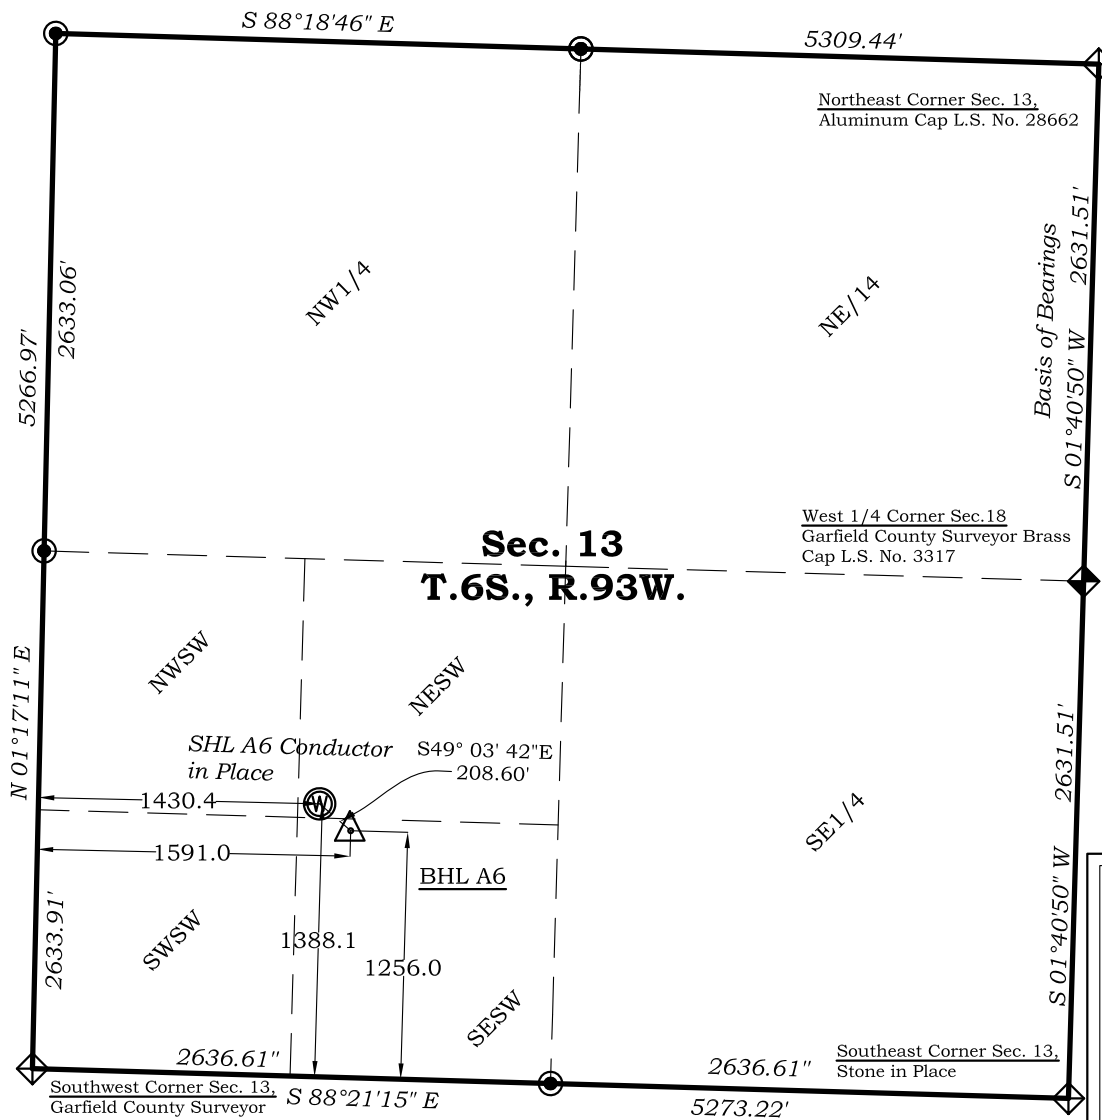 S 88°18'46" E
5309.44'
Northeast Corner Sec. 13,
Aluminum Cap L.S. No. 28662
2631.51'
Basis of Bearings
S 01°40'50" W
NW1/4
NE/14
2633.06'
5266.97'
West 1/4 Corner Sec.18
Garfield County Surveyor Brass
Cap L.S. No. 3317
Sec. 13
T.6S., R.93W.
NWSW
NESW
N 01°17'11" E
SHL A6 Conductor
in Place
S49° 03' 42"E
208.60'
W
1430.4
1591.0
BHL A6
2631.51'
SE1/4
S 01°40'50" W
2633.91'
SWSW
1388.1
1256.0
SESW
2636.61"
2636.61"
Southeast Corner Sec. 13,
Stone in Place
Southwest Corner Sec. 13,
Garfield County Surveyor
S 88°21'15" E
5273.22'